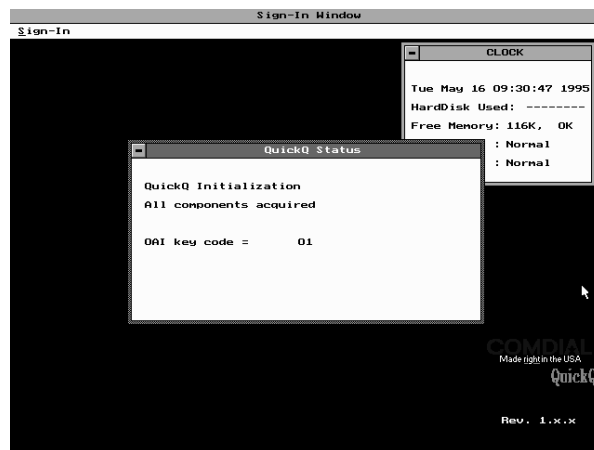 Sign-In Window
Sign-In
CLOCK
Tue May 16 09:30:47 1995
HardDisk Used: --------
Free Memory: 116K, OK
: Normal
: Normal
QuickQ Status
QuickQ Initialization
All components acquired
OAI key code = 01
COMDIAL
Made right in the USA
QuickQ
Rev. 1.x.x